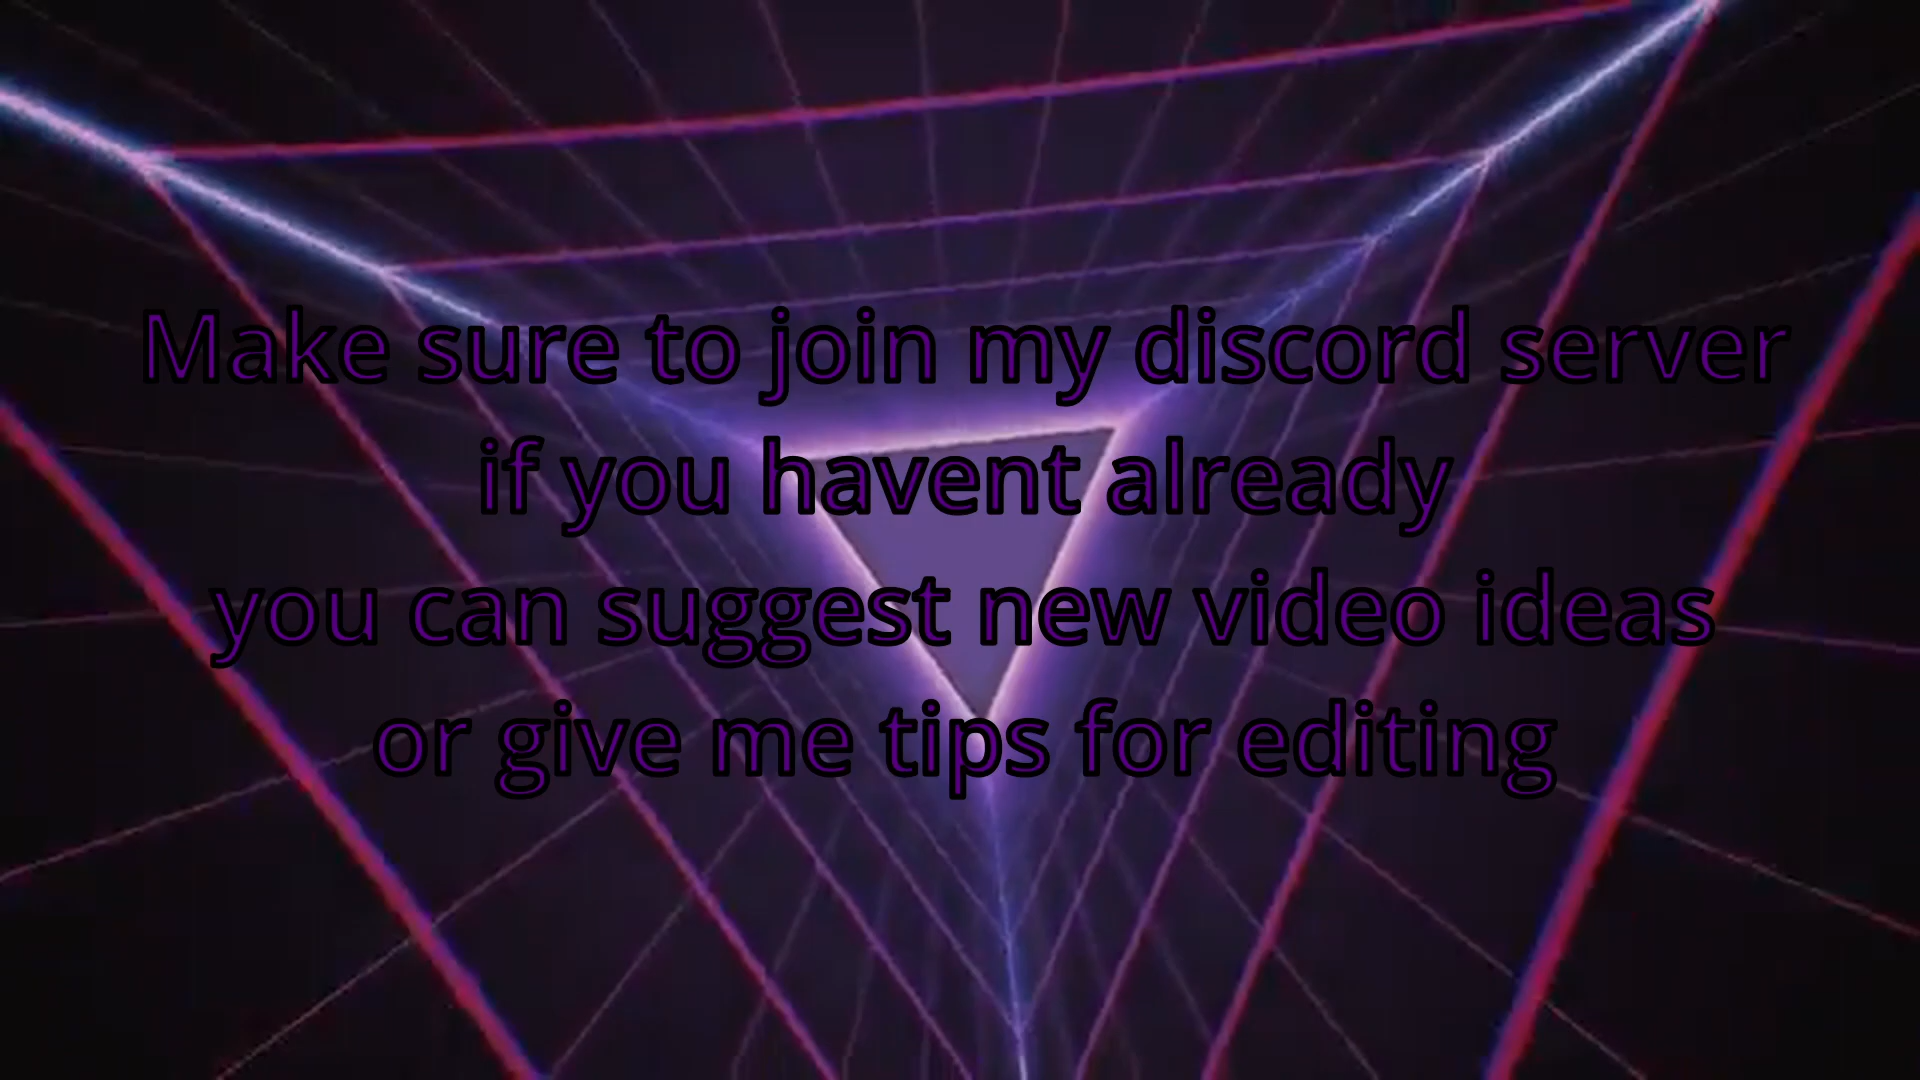 Make sure to join my discord server
if you havent already
you can suggest new video ideas
or give me tips for editing